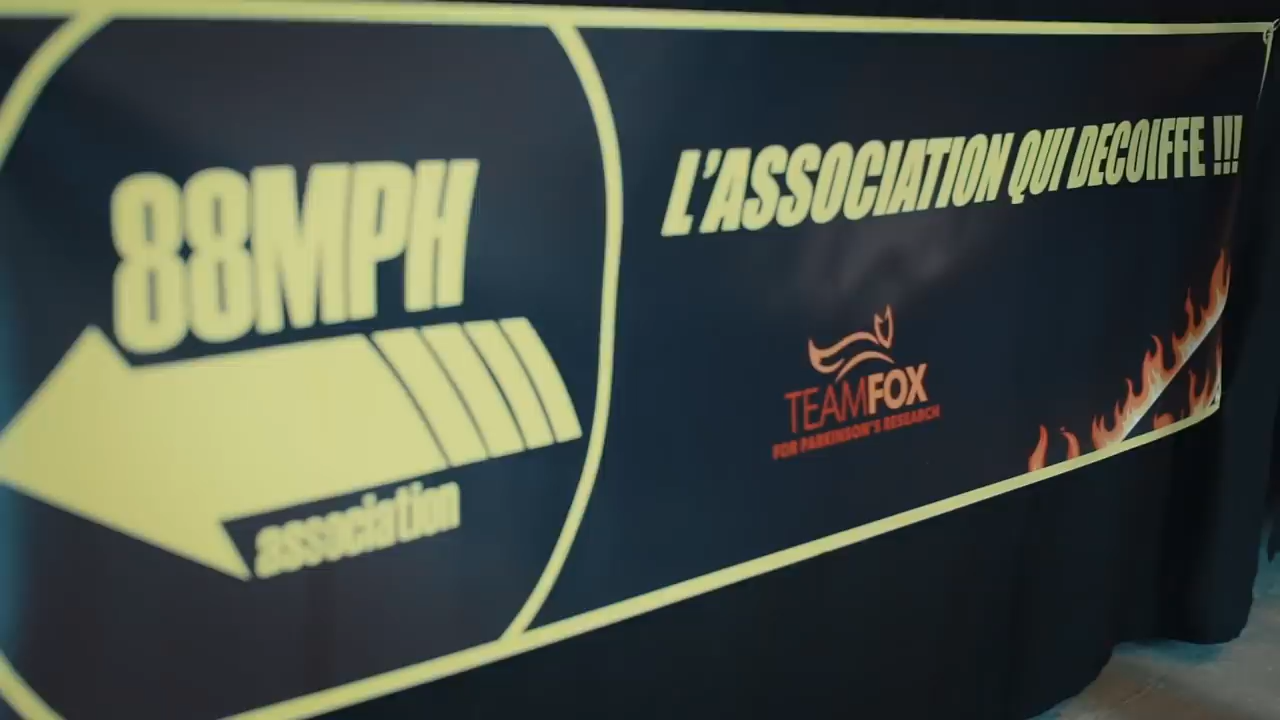 88MPH
association
L'ASSOCIATION QUI DECOIFFE !!!
TEAMFOX
FOR PARKINSON'S RESEARCH